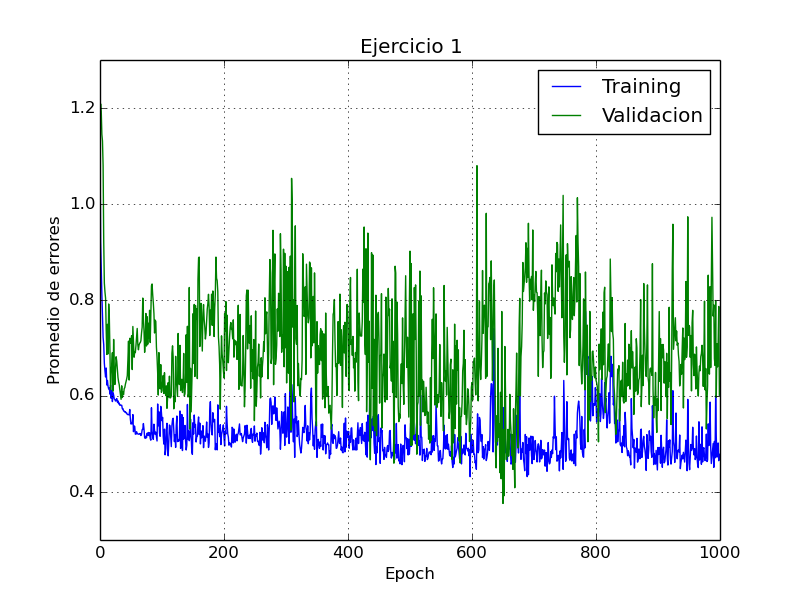 Ejercicio 1
Training
Validacion
Promedio de errores
1.2
1.0
0.8
0.6
0.4
0 200 400 600 800 1000
Epoch